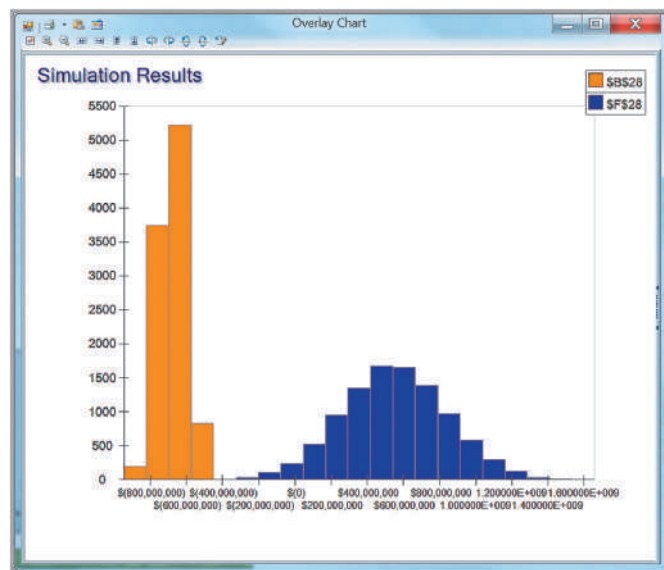 Overlay Chart
Simulation Results
$B$28
$F$28
5500
5000
4500
4000
3500
3000
2500
2000
1500
1000
500
0
$(800,000,000) $(400,000,000) $(0) $400,000,000 $800,000,000 1.200000E+009 1.600000E+009
$(600,000,000) $(200,000,000) $200,000,000 $600,000,000 1.000000E+009 1.400000E+009